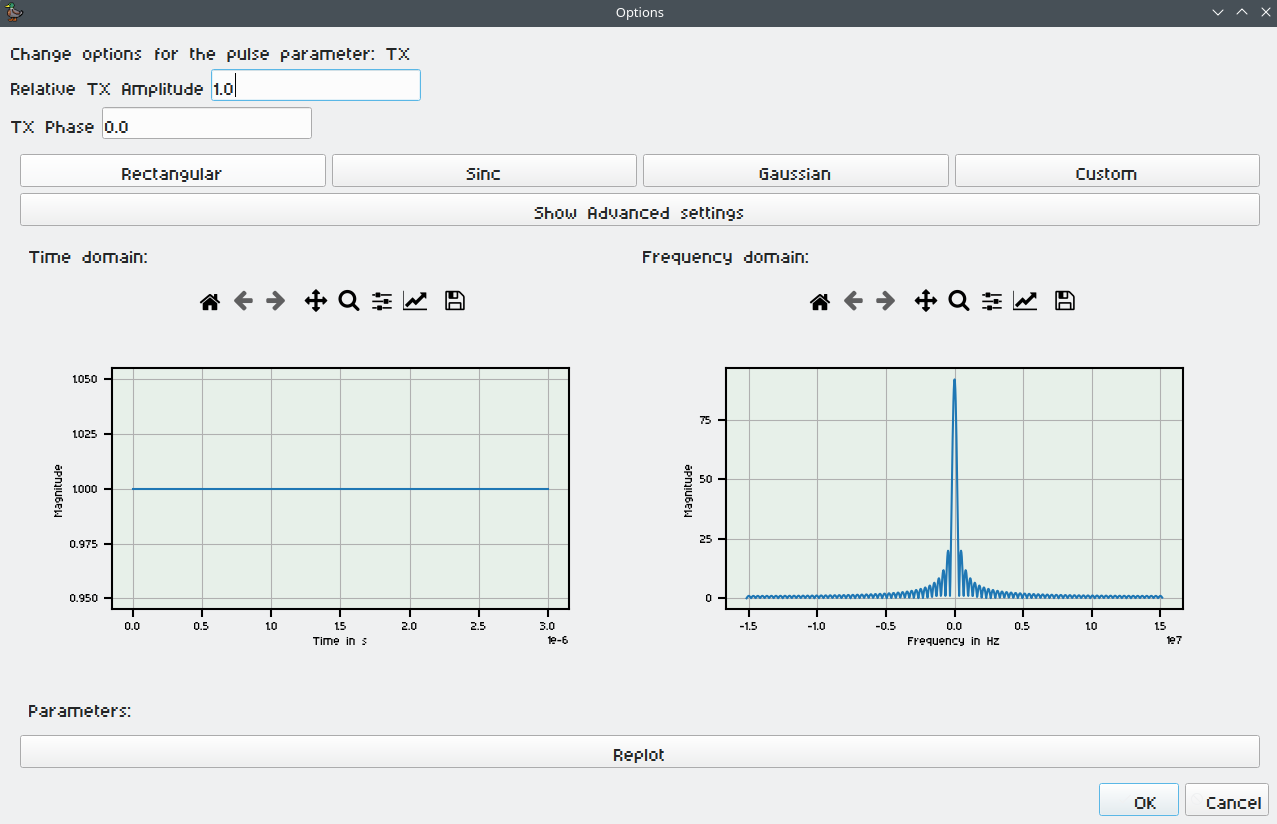 Options
Change options for the pulse parameter: TX
Relative TX Amplitude 1.0
TX Phase 0.0
Rectangular Sinc Gaussian Custom
Show Advanced settings
Time domain: Frequency domain:
1.050
1.025
1.000
0.975
0.950
Magnitude
0.0 0.5 1.0 1.5 2.0 2.5 3.0
Time in s 1e-6
75
50
25
0
Magnitude
-1.5 -1.0 -0.5 0.0 0.5 1.0 1.5
Frequency in Hz 1e7
Parameters:
Replot
OK Cancel